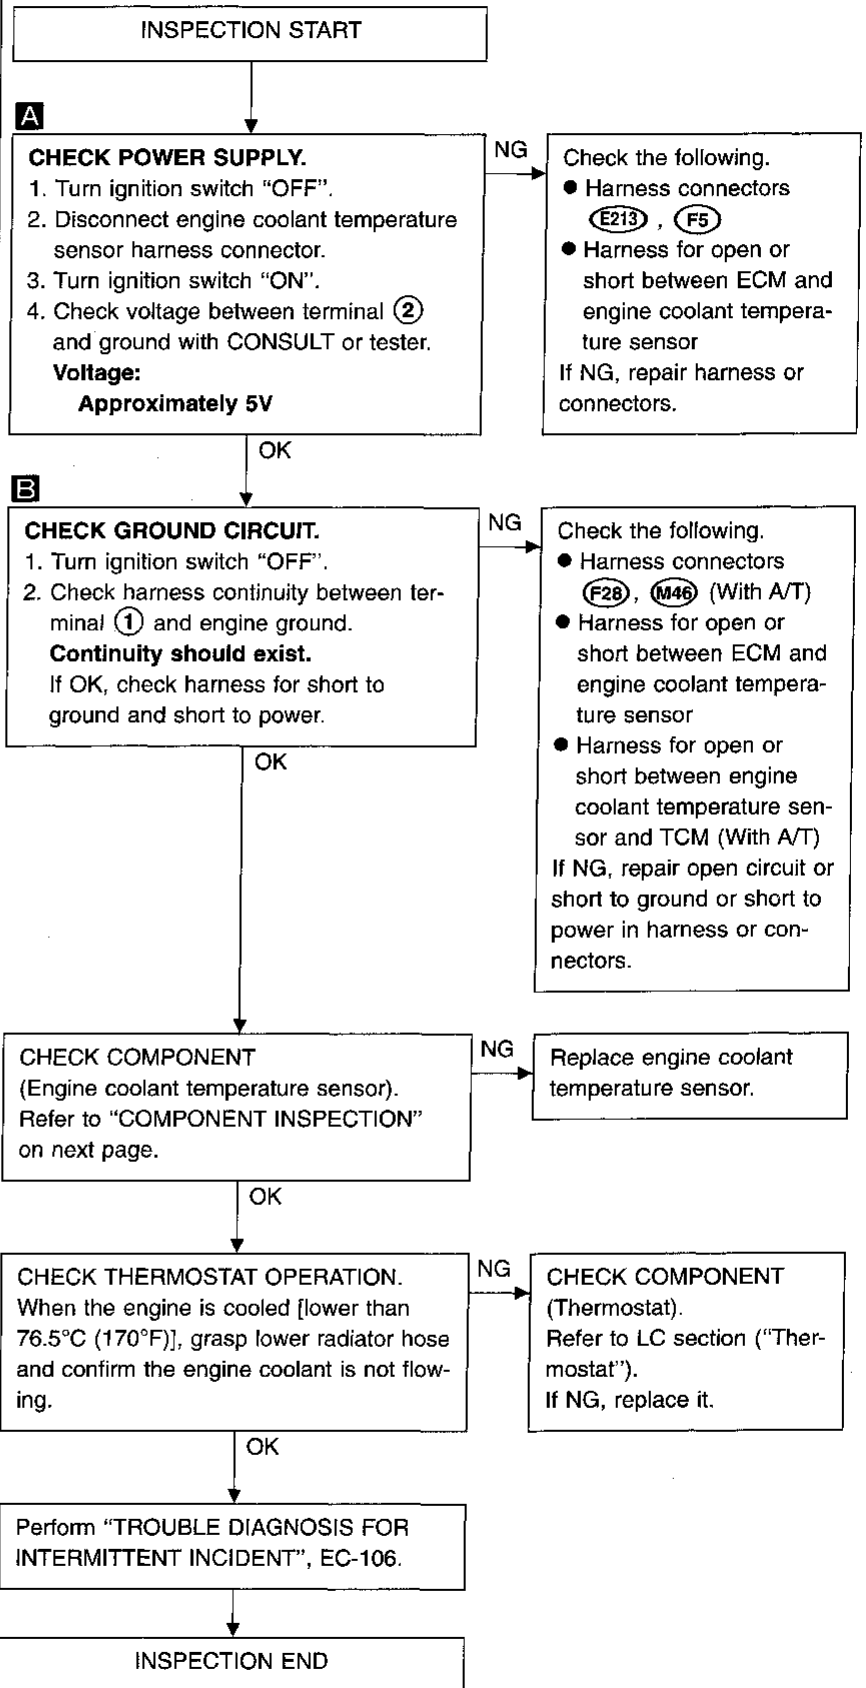 INSPECTION START
A
CHECK POWER SUPPLY.
1. Turn ignition switch “OFF”.
2. Disconnect engine coolant temperature
sensor harness connector.
3. Turn ignition switch “ON”.
4. Check voltage between terminal ②
and ground with CONSULT or tester.
Voltage:
Approximately 5V
NG
Check the following.
● Harness connectors
E213 , F5
● Harness for open or
short between ECM and
engine coolant tempera-
ture sensor
If NG, repair harness or
connectors.
OK
B
CHECK GROUND CIRCUIT.
1. Turn ignition switch “OFF”.
2. Check harness continuity between ter-
minal ① and engine ground.
Continuity should exist.
If OK, check harness for short to
ground and short to power.
NG
Check the following.
● Harness connectors
F28 , M46 (With A/T)
● Harness for open or
short between ECM and
engine coolant tempera-
ture sensor
● Harness for open or
short between engine
coolant temperature sen-
sor and TCM (With A/T)
If NG, repair open circuit or
short to ground or short to
power in harness or con-
nectors.
OK
CHECK COMPONENT
(Engine coolant temperature sensor).
Refer to “COMPONENT INSPECTION”
on next page.
NG
Replace engine coolant
temperature sensor.
OK
CHECK THERMOSTAT OPERATION.
When the engine is cooled [lower than
76.5°C (170°F)], grasp lower radiator hose
and confirm the engine coolant is not flow-
ing.
NG
CHECK COMPONENT
(Thermostat).
Refer to LC section (“Ther-
mostat”).
If NG, replace it.
OK
Perform “TROUBLE DIAGNOSIS FOR
INTERMITTENT INCIDENT”, EC-106.
INSPECTION END